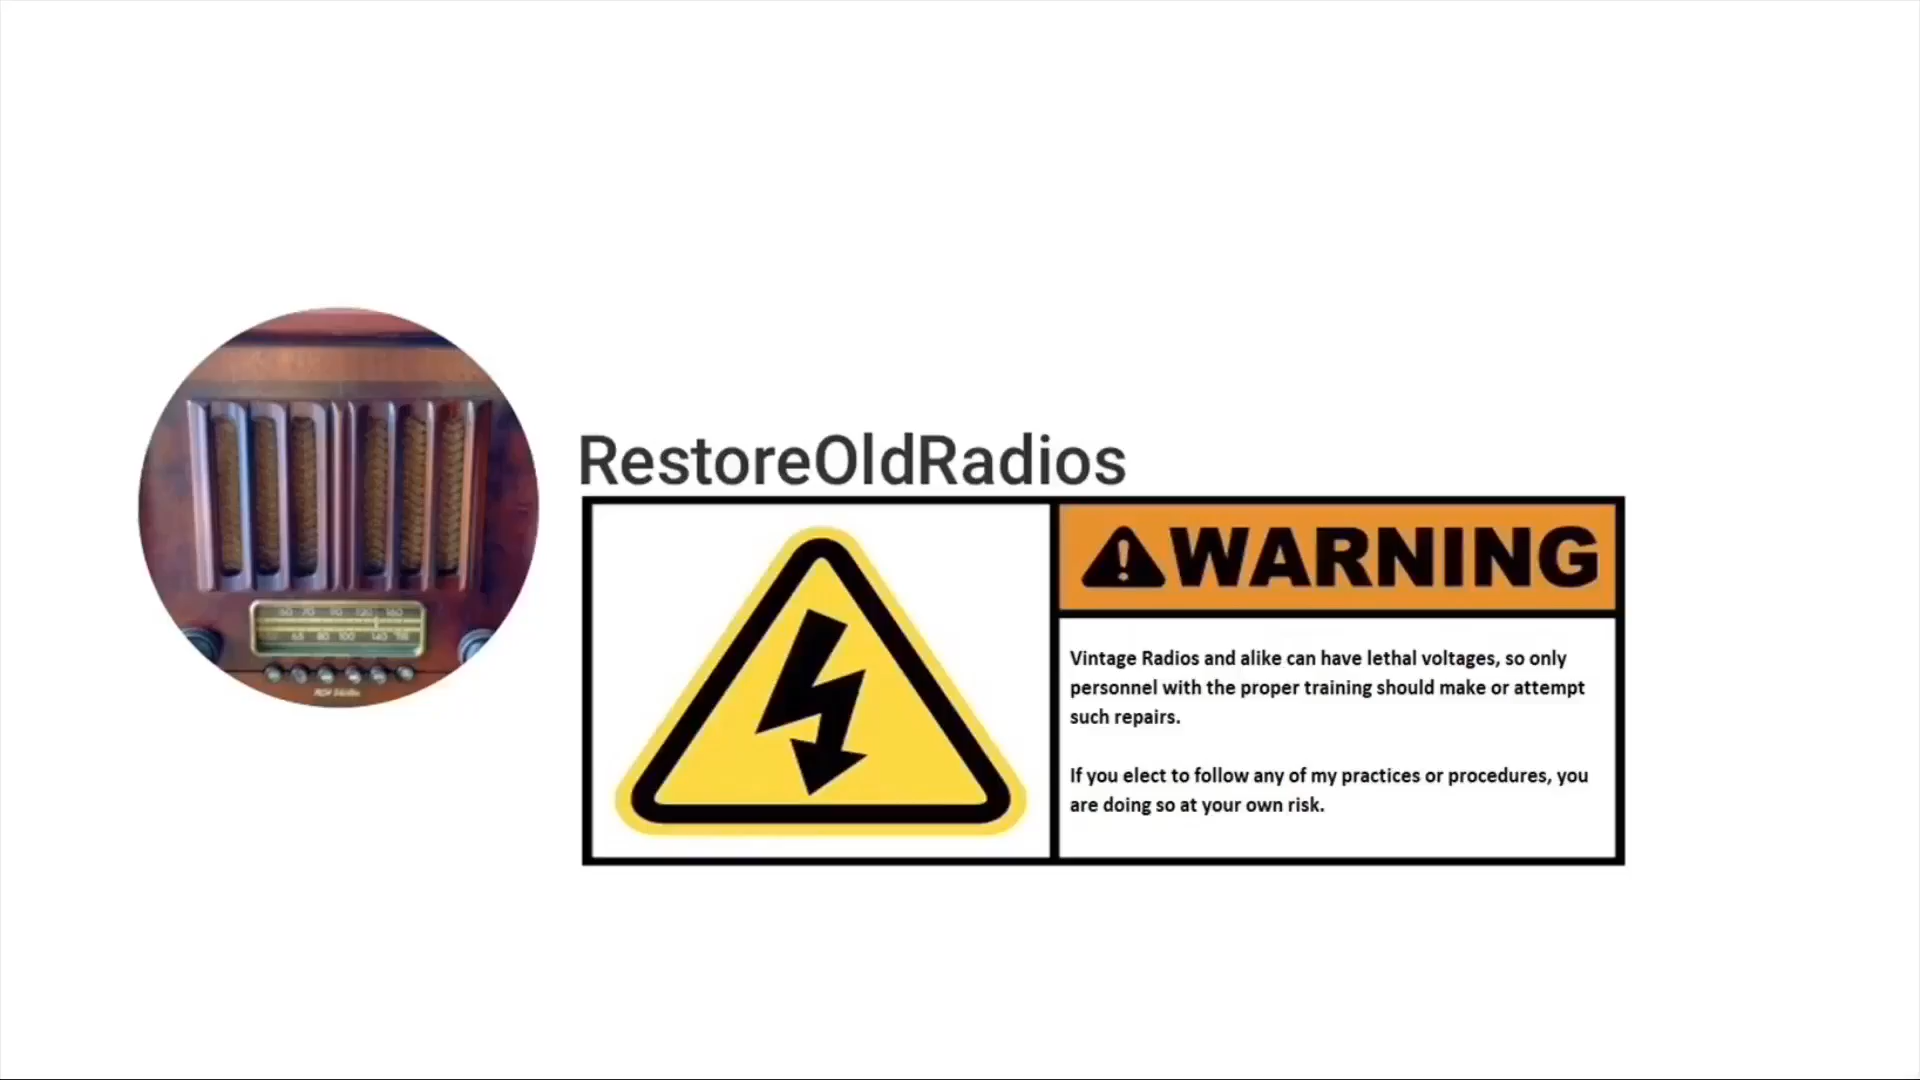 RestoreOldRadios
WARNING
Vintage Radios and alike can have lethal voltages, so only
personnel with the proper training should make or attempt
such repairs.
If you elect to follow any of my practices or procedures, you
are doing so at your own risk.